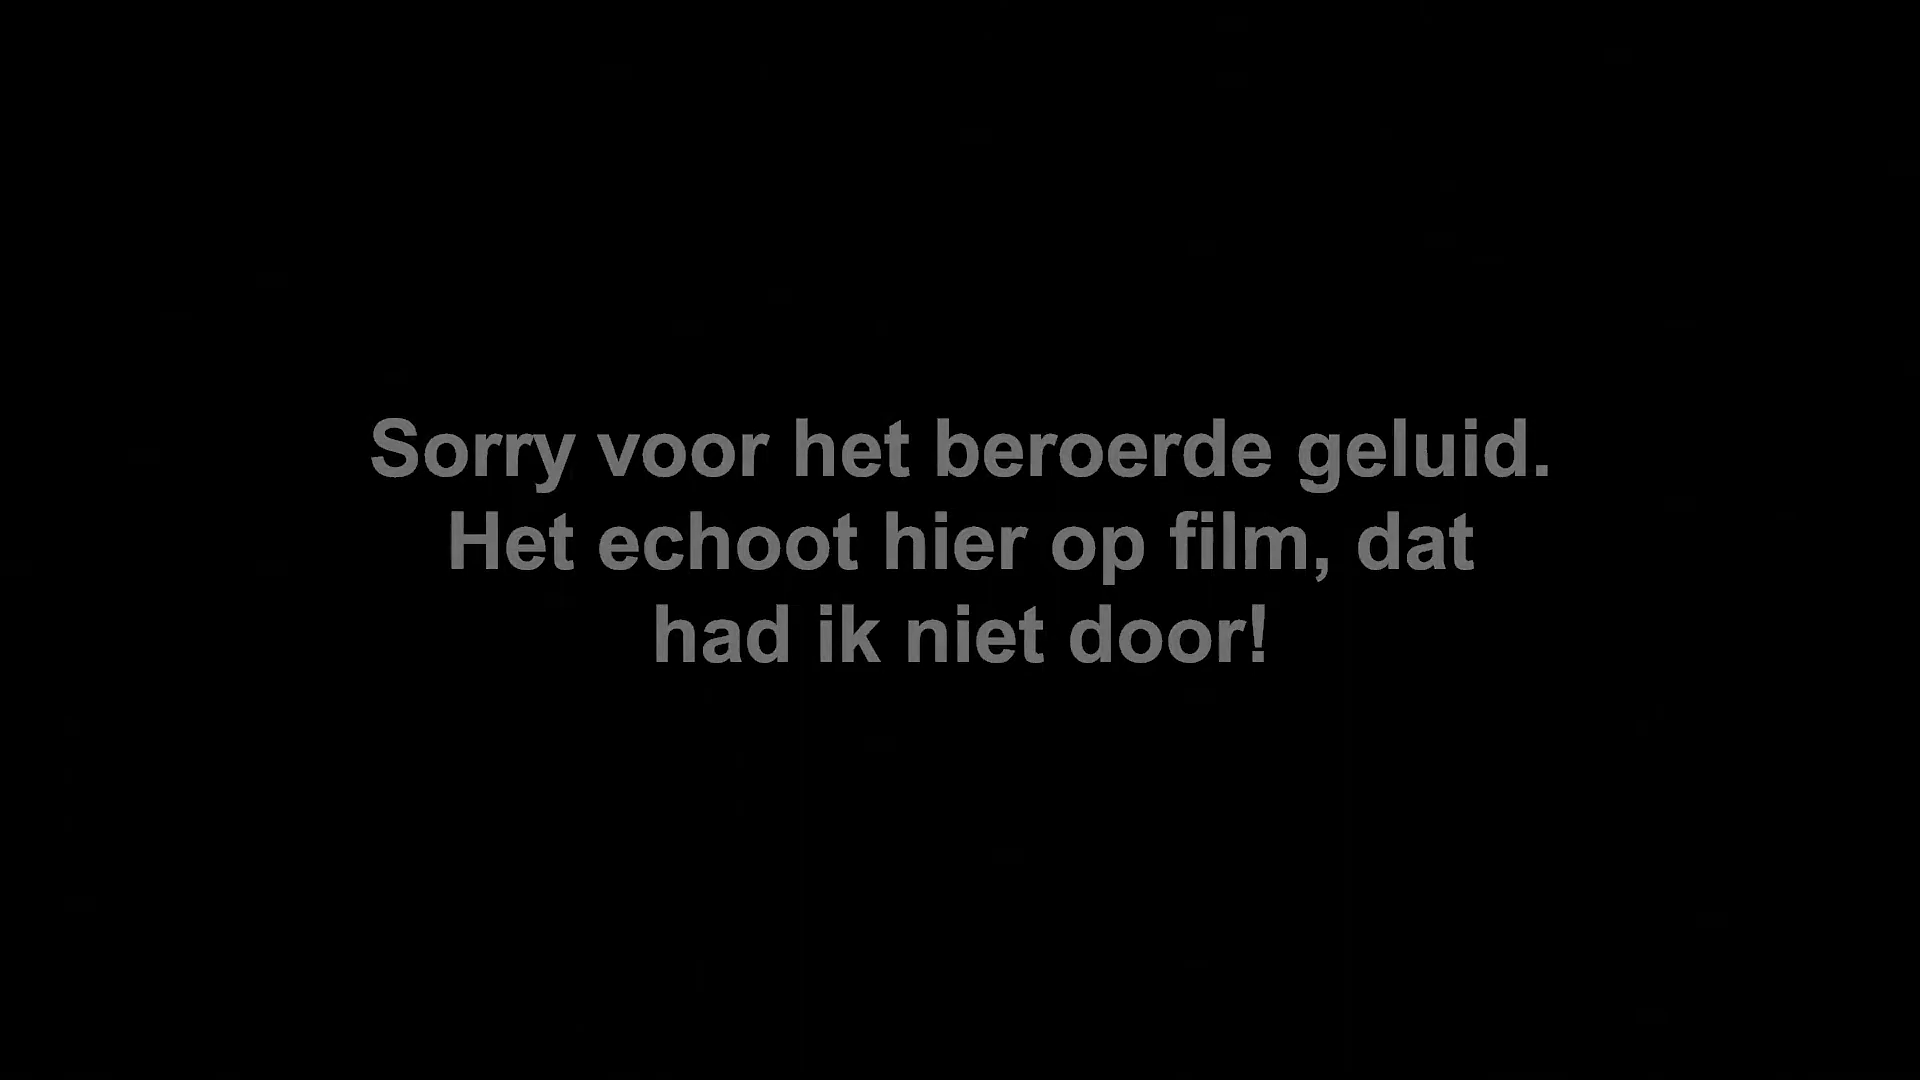 Sorry voor het beroerde geluid.
Het echoot hier op film, dat
had ik niet door!